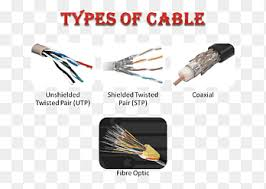 TYPES OF CABLE
Unshielded
Twisted Pair (UTP)
Shielded Twisted
Pair (STP)
Coaxial
Fibre Optic